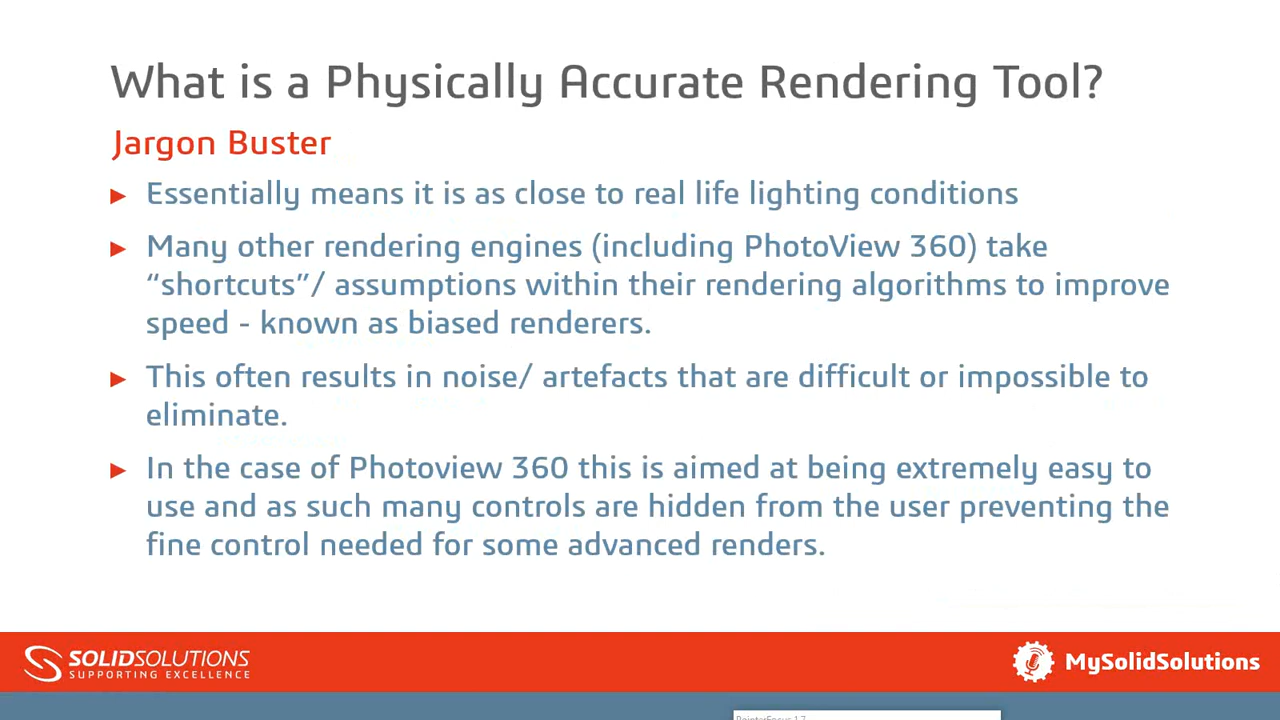 What is a Physically Accurate Rendering Tool?
Jargon Buster
Essentially means it is as close to real life lighting conditions
Many other rendering engines (including PhotoView 360) take
“shortcuts”/ assumptions within their rendering algorithms to improve
speed - known as biased renderers.
This often results in noise/ artefacts that are difficult or impossible to
eliminate.
In the case of Photoview 360 this is aimed at being extremely easy to
use and as such many controls are hidden from the user preventing the
fine control needed for some advanced renders.
SOLIDSOLUTIONS
SUPPORTING EXCELLENCE
MySolidSolutions